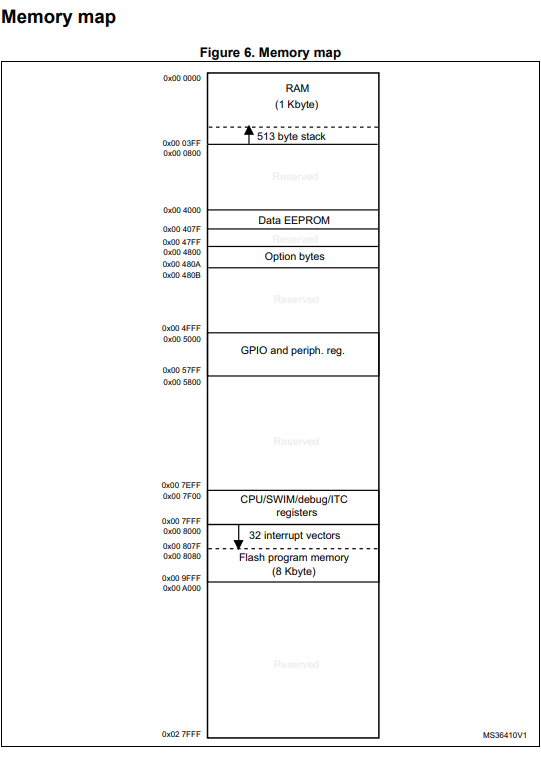 Memory map
Figure 6. Memory map
0x00 0000
RAM
(1 Kbyte)
513 byte stack
0x00 03FF
0x00 0800
Reserved
0x00 4000
Data EEPROM
0x00 407F
Reserved
0x00 47FF
0x00 4800
Option bytes
0x00 480A
0x00 480B
Reserved
0x00 4FFF
0x00 5000
GPIO and periph. reg.
0x00 57FF
0x00 5800
Reserved
0x00 7EFF
0x00 7F00
CPU/SWIM/debug/ITC
registers
0x00 7FFF
0x00 8000
32 interrupt vectors
0x00 807F
0x00 8080
Flash program memory
(8 Kbyte)
0x00 9FFF
0x00 A000
Reserved
0x02 7FFF
MS36410V1